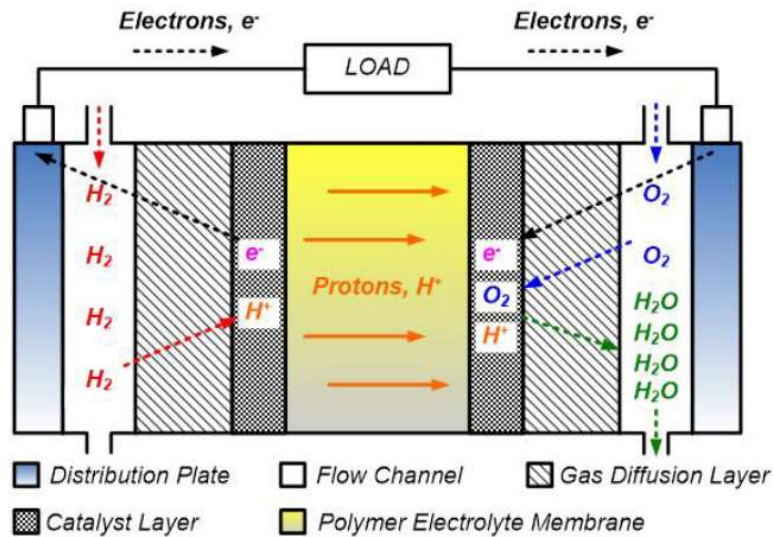 Electrons, e- Electrons, e-
LOAD
H2 O2
H2 e- e- O2
Protons, H+ O2 H2O
H2 H+ H+ H2O
H2O
H2 H2O
Distribution Plate Flow Channel Gas Diffusion Layer
Catalyst Layer Polymer Electrolyte Membrane